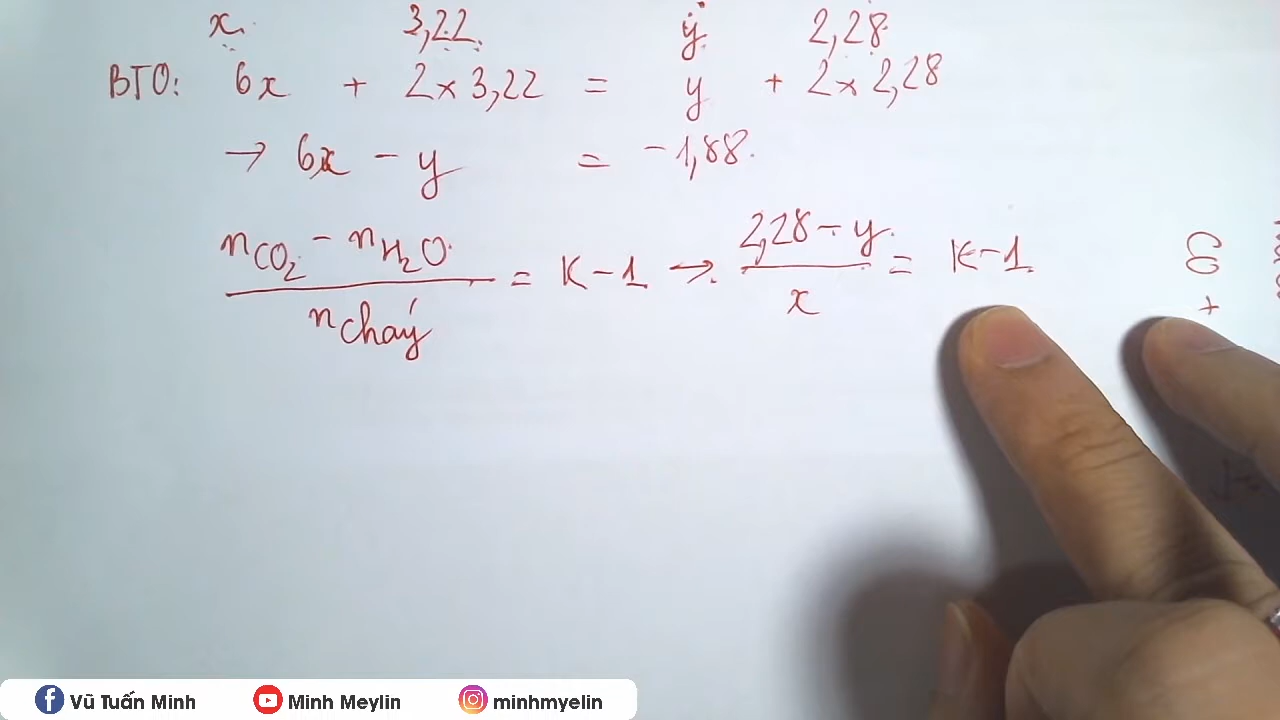 x 3,22 y 2,28
BTO: 6x + 2 x 3,22 = y + 2 x 2,28
→ 6x - y = -1,88.
nCO2 - nH2O / ncháy = K-1 → 2,28-y / x = K-1
Vũ Tuấn Minh Minh Meylin minhmyelin